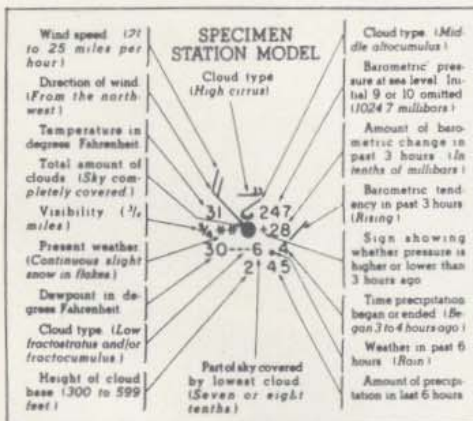 SPECIMEN
STATION MODEL
Wind speed (21
to 25 miles per
hour)
Direction of wind
(From the north-
west)
Temperature in
degrees Fahrenheit
Total amount of
clouds (Sky com-
pletely covered)
Visibility (3/4
miles)
Present weather
(Continuous slight
snow in flakes)
Dewpoint in de-
grees Fahrenheit
Cloud type (Low
fractostratus and/or
fractocumulus)
Height of cloud
base (300 to 599
feet)
Cloud type
(High cirrus)
31 247
3/4 +28
30 6 4
2 45
Part of sky covered
by lowest cloud
(Seven or eight
tenths)
Cloud type (Mid-
dle altocumulus)
Barometric pres-
sure at sea level. Ini-
tial 9 or 10 omitted
(1024.7 millibars)
Amount of baro-
metric change in
past 3 hours (In
tenths of millibars)
Barometric tend-
ency in past 3 hours
(Rising)
Sign showing
whether pressure is
higher or lower than
3 hours ago
Time precipitation
began or ended (Be-
gan 3 to 4 hours ago)
Weather in past 6
hours (Rain)
Amount of precipi-
tation in last 6 hours